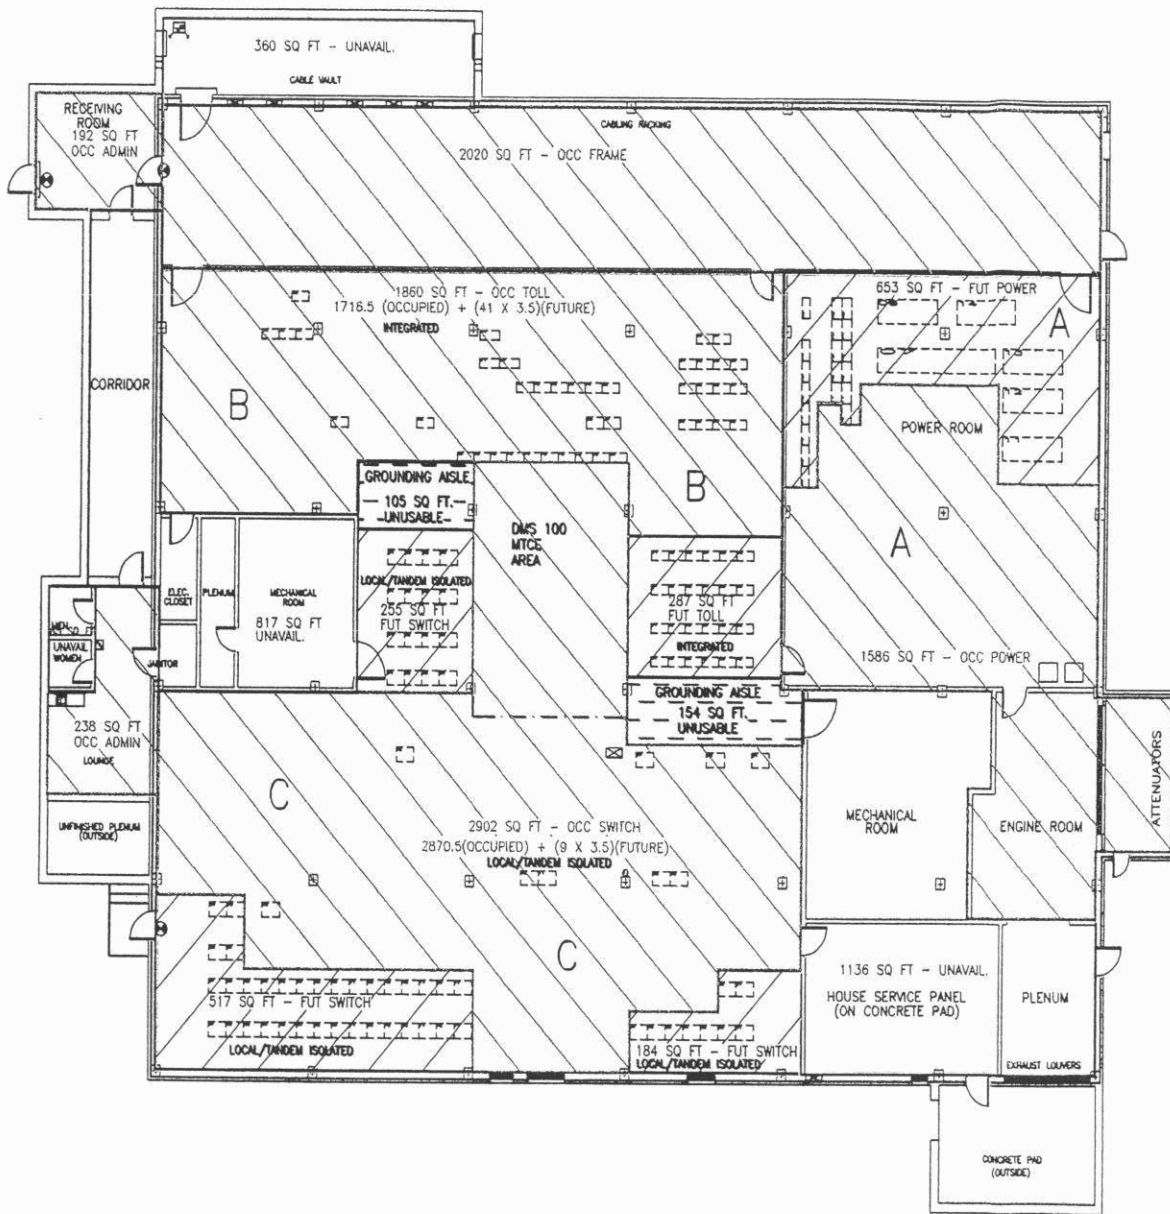 360 SQ FT - UNAVAIL.
CABLE VAULT
RECEIVING
ROOM
192 SQ FT
OCC ADMIN
CABLING RACKING
2020 SQ FT - OCC FRAME
1860 SQ FT - OCC TOLL
1716.5 (OCCUPIED) + (41 X 3.5)(FUTURE)
INTEGRATED
653 SQ FT - FUT POWER
A
CORRIDOR
B
POWER ROOM
GROUNDING AISLE
105 SQ FT.
UNUSABLE
B
DMS 100
MTCE
AREA
A
ELEC.
CLOSET
PLENUM
MECHANICAL
ROOM
817 SQ FT
UNAVAIL.
LOCAL/TANDEM ISOLATED
255 SQ FT
FUT SWITCH
287 SQ FT
FUT TOLL
INTEGRATED
MEN
UNAVAIL
WOMEN
JANITOR
1586 SQ FT - OCC POWER
GROUNDING AISLE
154 SQ FT.
UNUSABLE
238 SQ FT
OCC ADMIN
LOUNGE
C
ATTENUATORS
UNFINISHED PLENUM
(OUTSIDE)
2902 SQ FT - OCC SWITCH
2870.5(OCCUPIED) + (9 X 3.5)(FUTURE)
LOCAL/TANDEM ISOLATED
MECHANICAL
ROOM
ENGINE ROOM
C
517 SQ FT - FUT SWITCH
LOCAL/TANDEM ISOLATED
184 SQ FT - FUT SWITCH
LOCAL/TANDEM ISOLATED
1136 SQ FT - UNAVAIL.
HOUSE SERVICE PANEL
(ON CONCRETE PAD)
PLENUM
EXHAUST LOUVERS
CONCRETE PAD
(OUTSIDE)